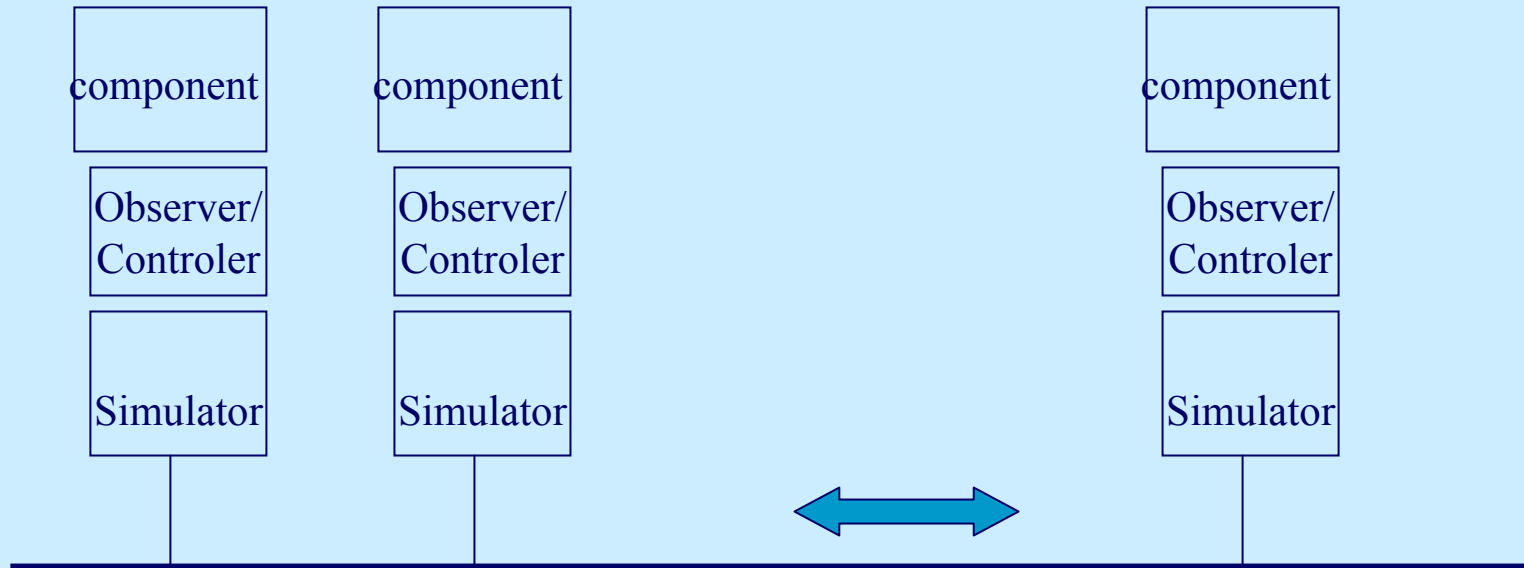 component
component
component
Observer/
Controler
Observer/
Controler
Observer/
Controler
Simulator
Simulator
Simulator